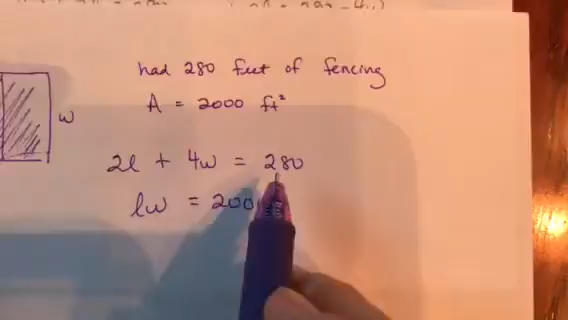 had 280 feet of fencing
A = 2000 ft²
w
2l + 4w = 280
lw = 200